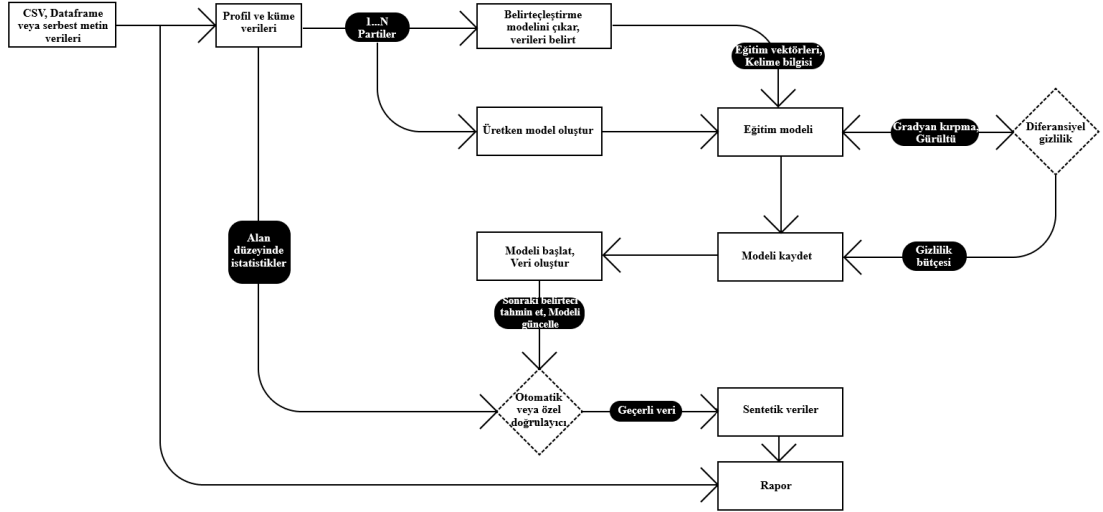 CSV, Dataframe
veya serbest metin
verileri
Profil ve küme
verileri
1...N
Partiler
Belirteçleştirme
modelini çıkar,
verileri belirt
Eğitim vektörleri,
Kelime bilgisi
Üretken model oluştur
Eğitim modeli
Gradyan kırpma,
Gürültü
Diferansiyel
gizlilik
Alan
düzeyinde
istatistikler
Modeli başlat,
Veri oluştur
Modeli kaydet
Gizlilik
bütçesi
Sonraki belirteci
tahmin et, Modeli
güncelle
Otomatik
veya özel
doğrulayıcı
Geçerli veri
Sentetik veriler
Rapor